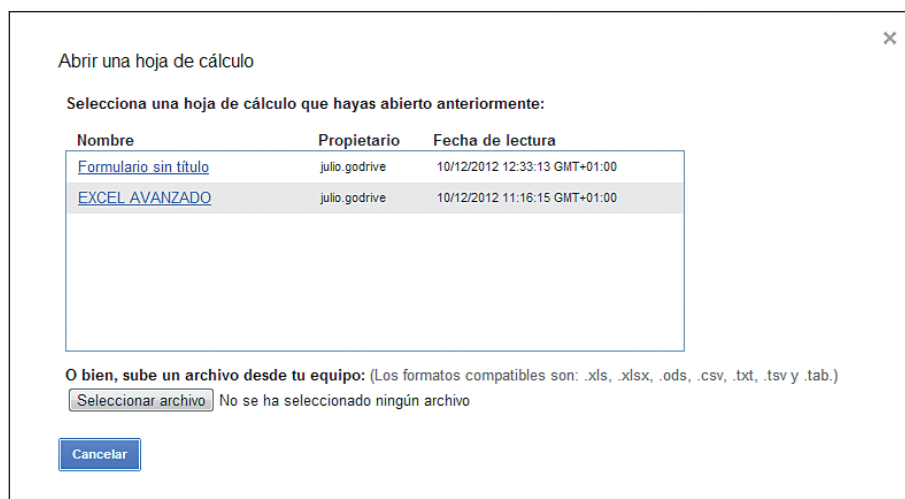 ×
Abrir una hoja de cálculo
Selecciona una hoja de cálculo que hayas abierto anteriormente:
Nombre Propietario Fecha de lectura
Formulario sin título julio.godrive 10/12/2012 12:33:13 GMT+01:00
EXCEL AVANZADO julio.godrive 10/12/2012 11:16:15 GMT+01:00
O bien, sube un archivo desde tu equipo: (Los formatos compatibles son: .xls, .xlsx, .ods, .csv, .txt, .tsv y .tab.)
Seleccionar archivo No se ha seleccionado ningún archivo
Cancelar